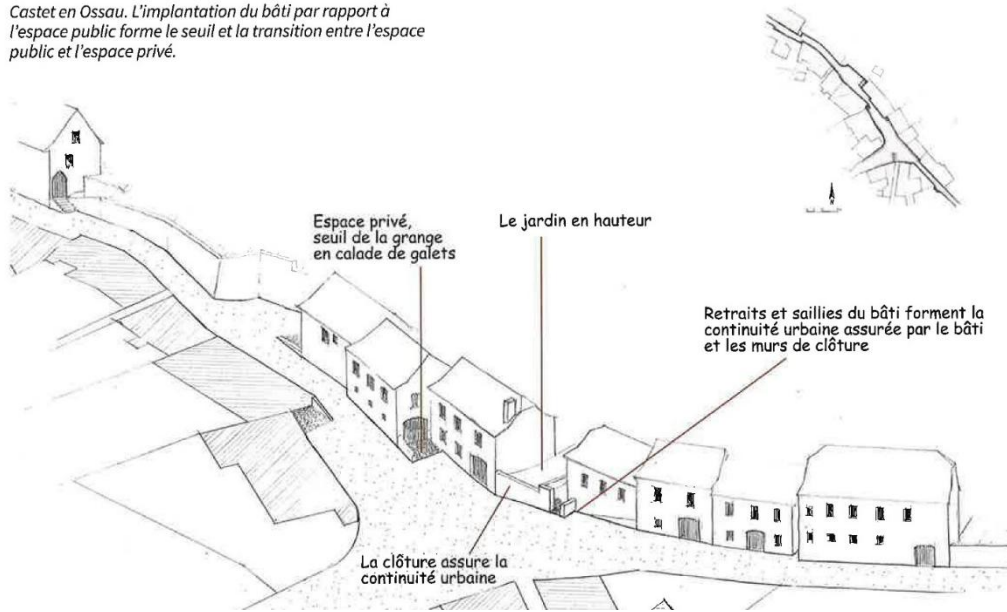 Castet en Ossau. L'implantation du bâti par rapport à
l'espace public forme le seuil et la transition entre l'espace
public et l'espace privé.
Espace privé,
seuil de la grange
en calade de galets
Le jardin en hauteur
Retraits et saillies du bâti forment la
continuité urbaine assurée par le bâti
et les murs de clôture
La clôture assure la
continuité urbaine